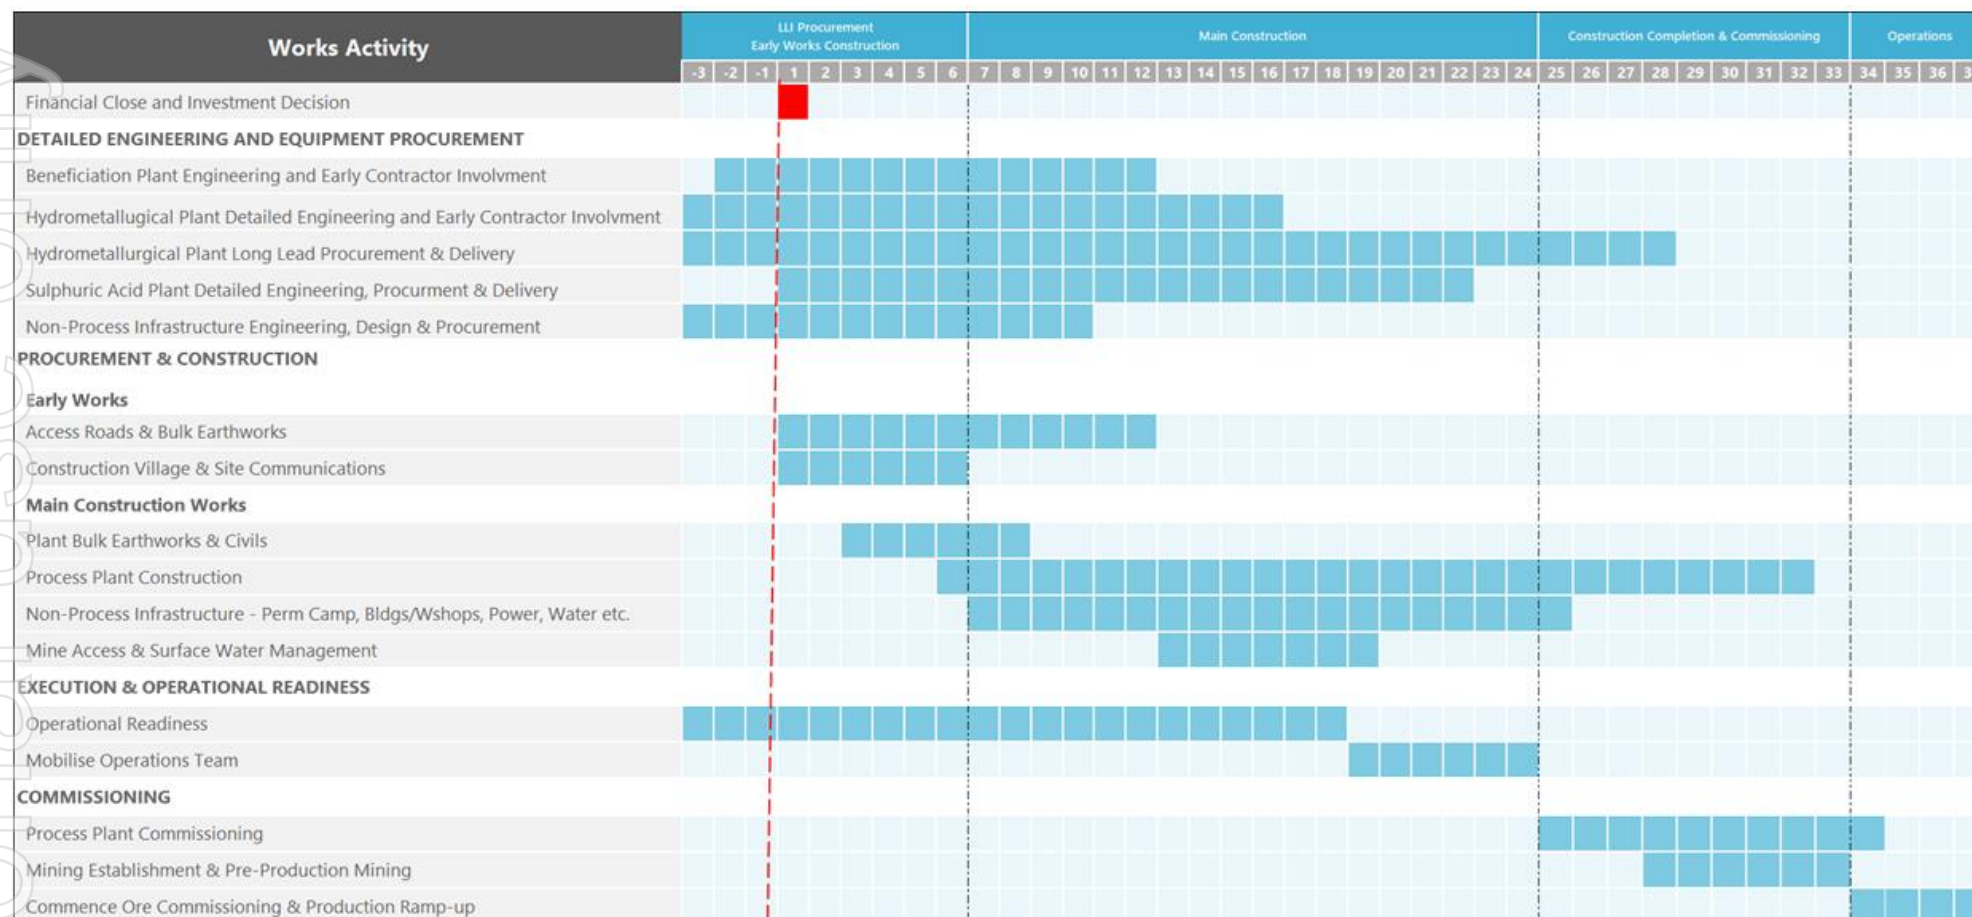 Works Activity
LLI Procurement
Early Works Construction
Main Construction
Construction Completion & Commissioning
Operations
-3 -2 -1 1 2 3 4 5 6 7 8 9 10 11 12 13 14 15 16 17 18 19 20 21 22 23 24 25 26 27 28 29 30 31 32 33 34 35 36
Financial Close and Investment Decision
DETAILED ENGINEERING AND EQUIPMENT PROCUREMENT
Beneficiation Plant Engineering and Early Contractor Involvment
Hydrometallugical Plant Detailed Engineering and Early Contractor Involvment
Hydrometallurgical Plant Long Lead Procurement & Delivery
Sulphuric Acid Plant Detailed Engineering, Procurment & Delivery
Non-Process Infrastructure Engineering, Design & Procurement
PROCUREMENT & CONSTRUCTION
Early Works
Access Roads & Bulk Earthworks
Construction Village & Site Communications
Main Construction Works
Plant Bulk Earthworks & Civils
Process Plant Construction
Non-Process Infrastructure - Perm Camp, Bldgs/Wshops, Power, Water etc.
Mine Access & Surface Water Management
EXECUTION & OPERATIONAL READINESS
Operational Readiness
Mobilise Operations Team
COMMISSIONING
Process Plant Commissioning
Mining Establishment & Pre-Production Mining
Commence Ore Commissioning & Production Ramp-up